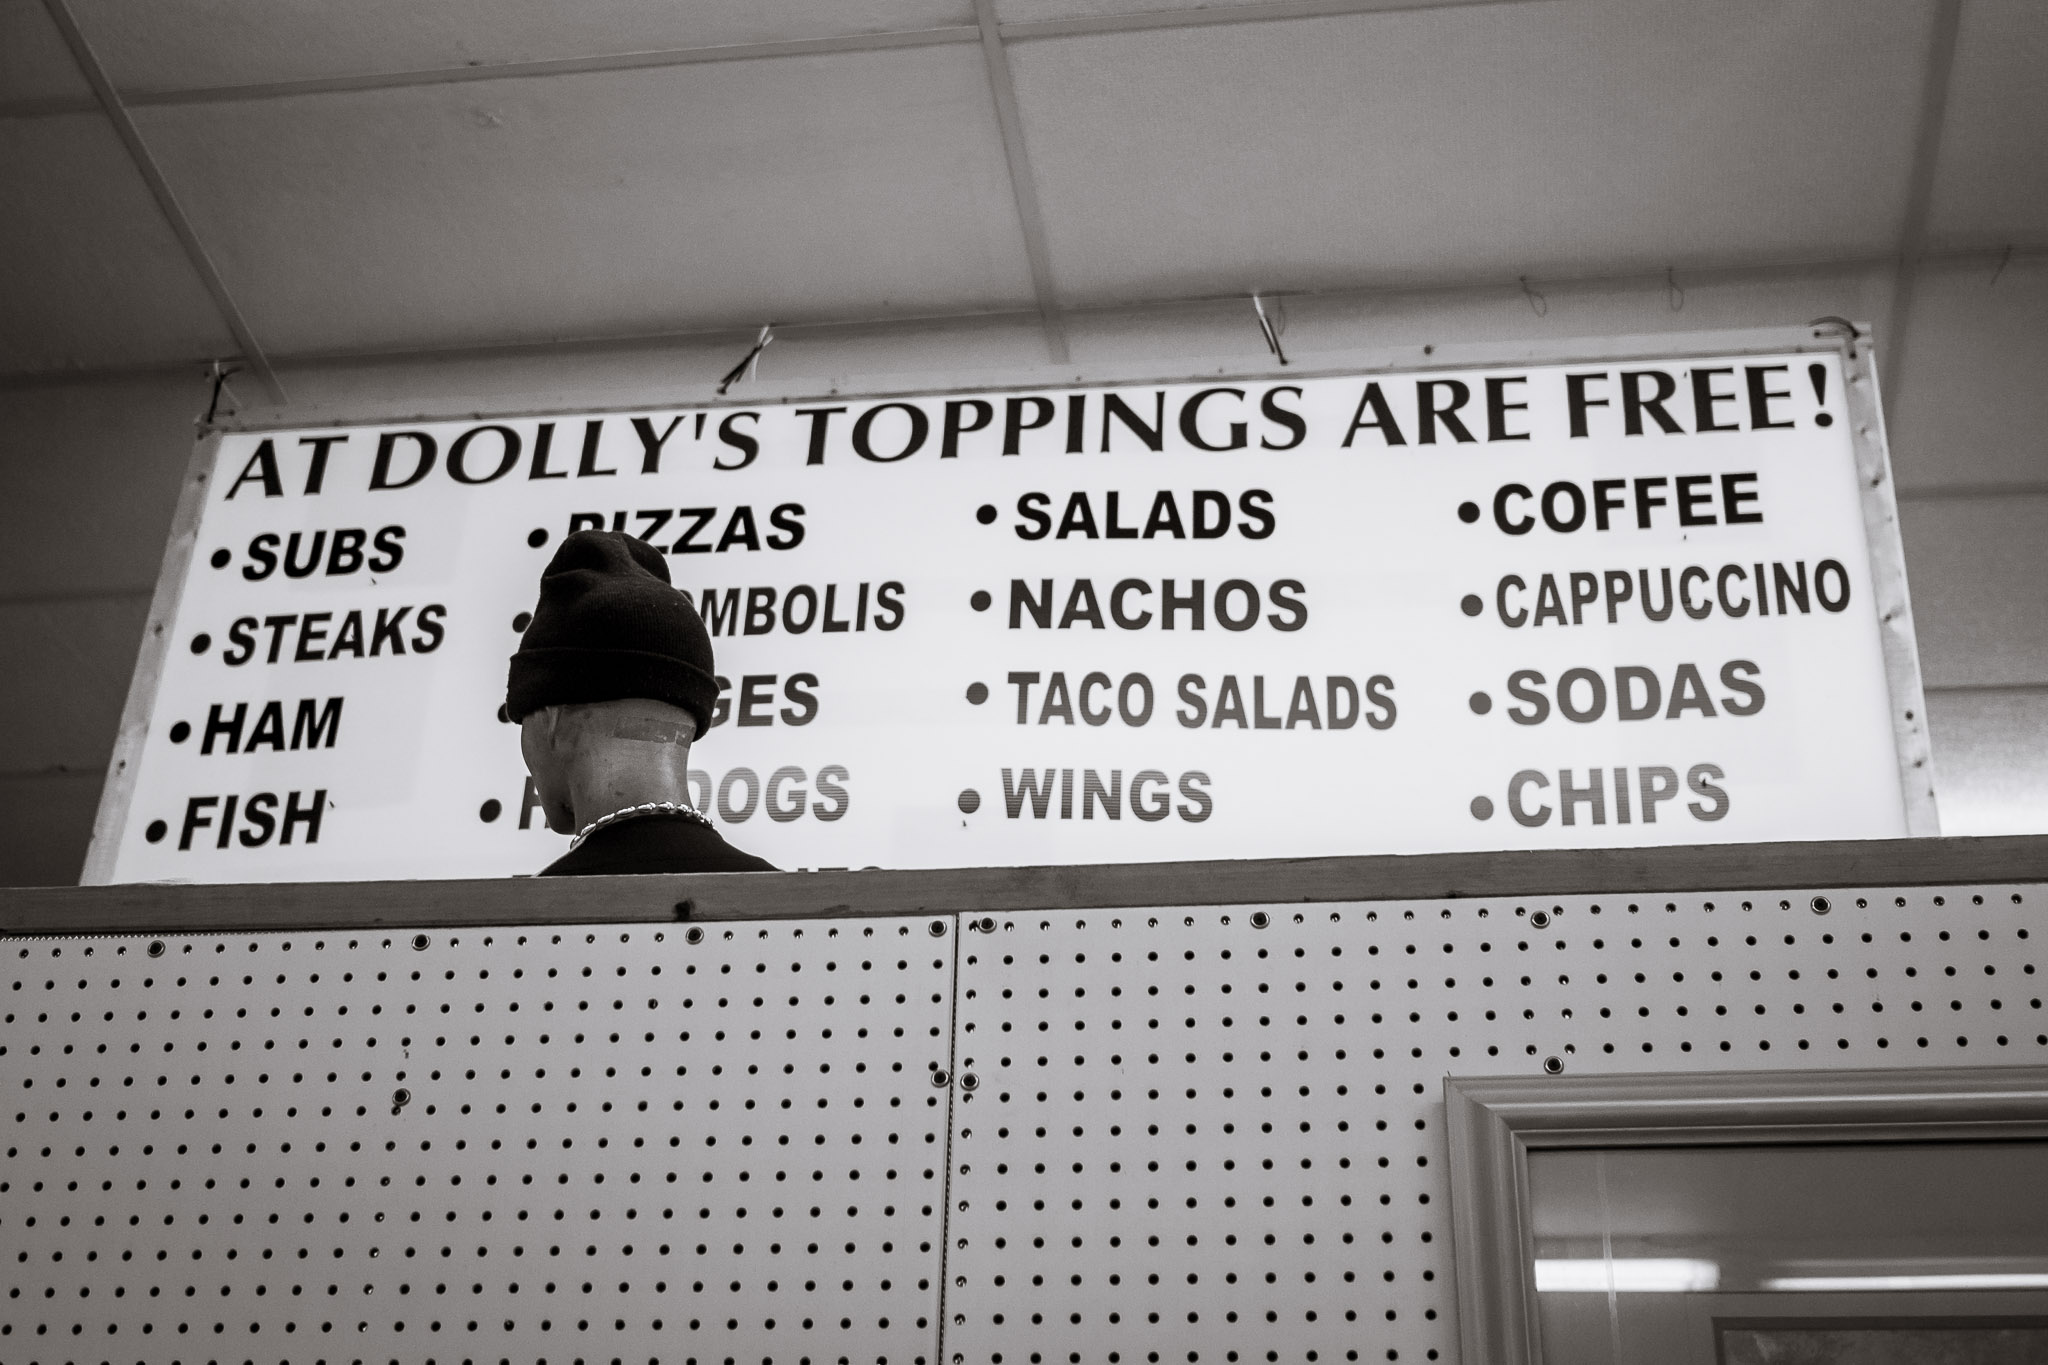 AT DOLLY'S TOPPINGS ARE FREE!
• SUBS
• STEAKS
• HAM
• FISH
• PIZZAS
• SALADS
• NACHOS
• TACO SALADS
• WINGS
• COFFEE
• CAPPUCCINO
• SODAS
• CHIPS